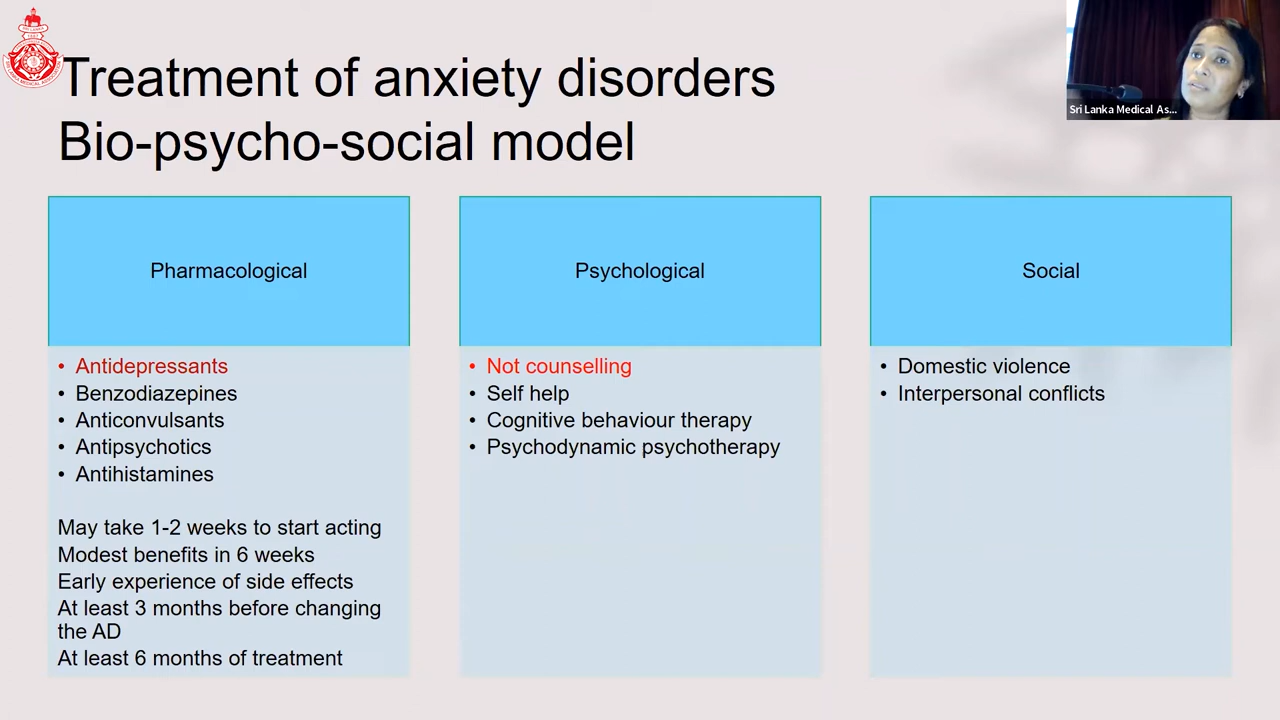 Treatment of anxiety disorders
Bio-psycho-social model
Sri Lanka Medical As...
Pharmacological
• Antidepressants
• Benzodiazepines
• Anticonvulsants
• Antipsychotics
• Antihistamines
May take 1-2 weeks to start acting
Modest benefits in 6 weeks
Early experience of side effects
At least 3 months before changing
the AD
At least 6 months of treatment
Psychological
• Not counselling
• Self help
• Cognitive behaviour therapy
• Psychodynamic psychotherapy
Social
• Domestic violence
• Interpersonal conflicts